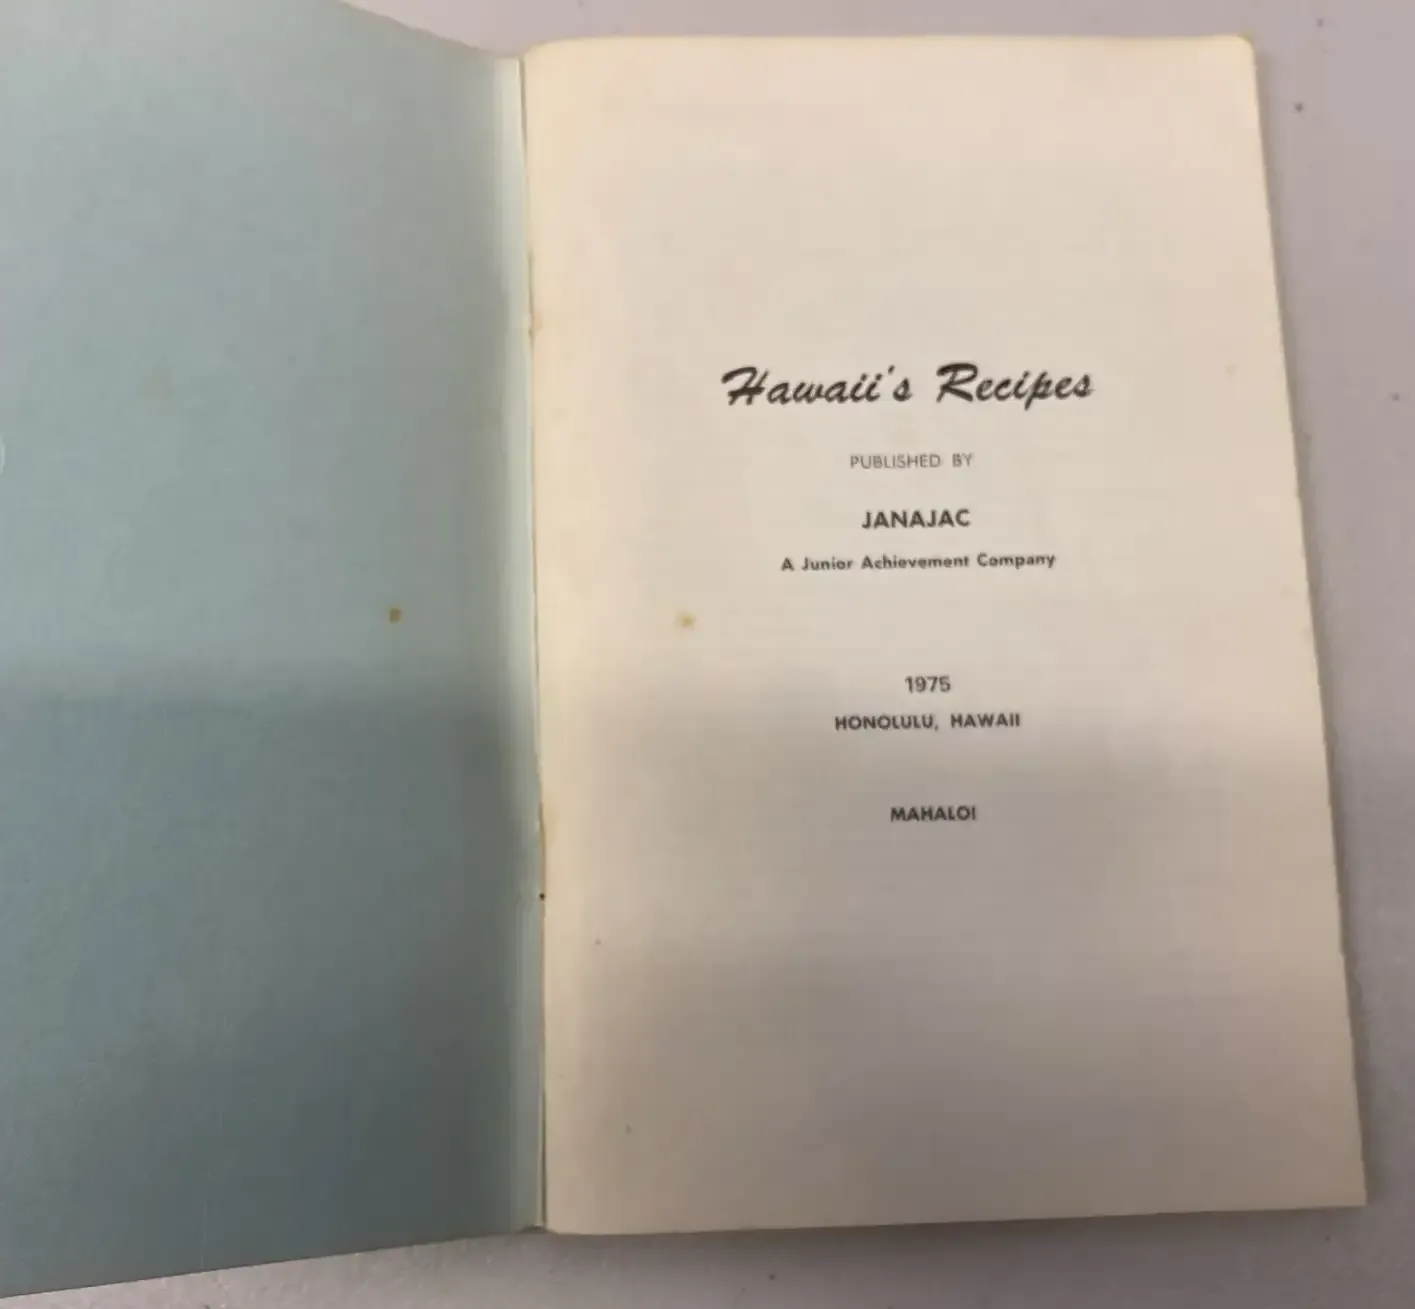 Hawaii's Recipes
PUBLISHED BY
JANAJAC
A Junior Achievement Company
1975
HONOLULU, HAWAII
MAHALO!